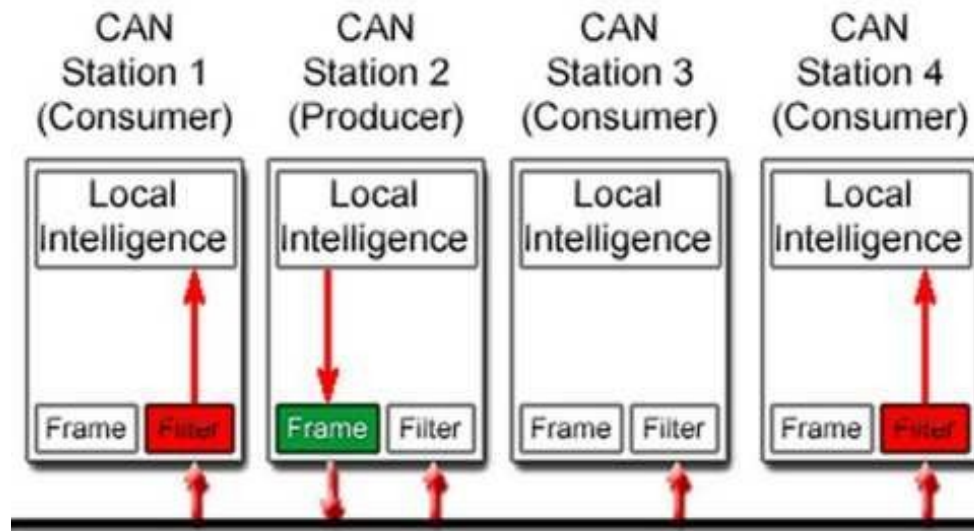 CAN
Station 1
(Consumer)
CAN
Station 2
(Producer)
CAN
Station 3
(Consumer)
CAN
Station 4
(Consumer)
Local
Intelligence
Local
Intelligence
Local
Intelligence
Local
Intelligence
Frame
Filter
Frame
Filter
Frame
Filter
Frame
Filter